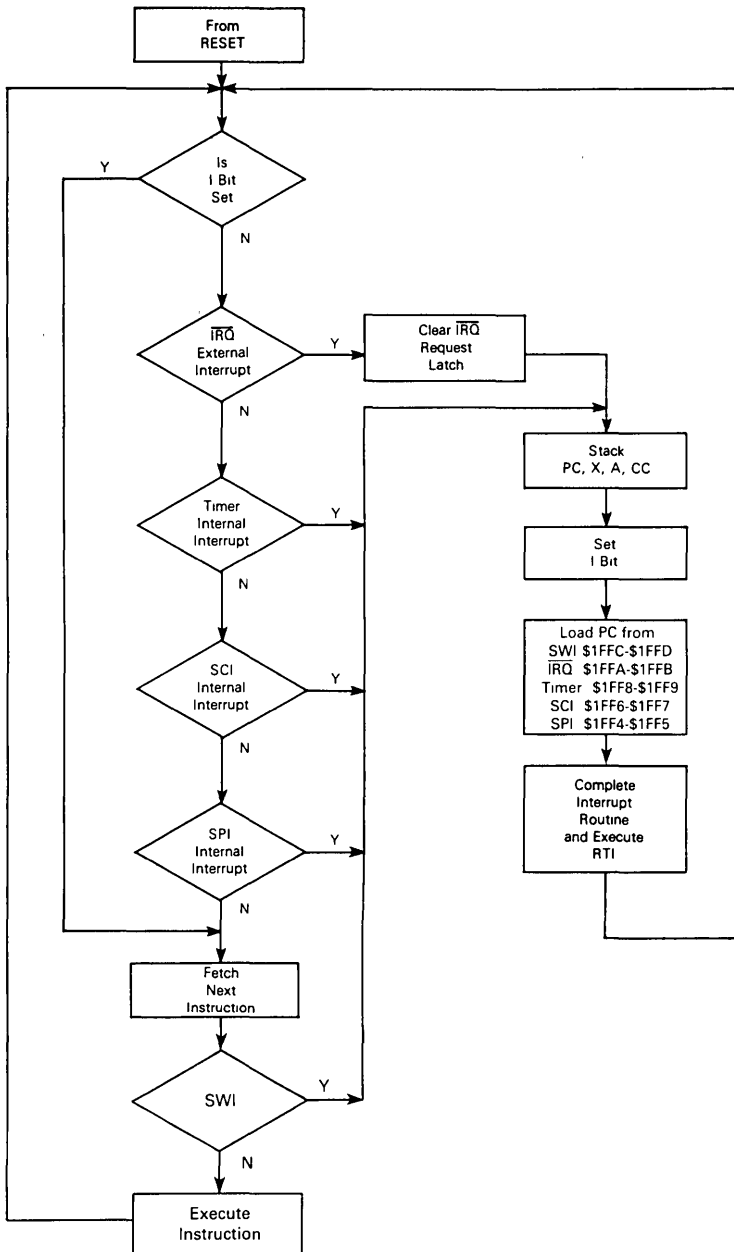 From
RESET
Is
I Bit
Set
Y
N
IRQ
External
Interrupt
Y
N
Clear IRQ
Request
Latch
Stack
PC, X, A, CC
Timer
Internal
Interrupt
Y
N
Set
I Bit
Load PC from
SWI $1FFC-$1FFD
IRQ $1FFA-$1FFB
Timer $1FF8-$1FF9
SCI $1FF6-$1FF7
SPI $1FF4-$1FF5
SCI
Internal
Interrupt
Y
N
Complete
Interrupt
Routine
and Execute
RTI
SPI
Internal
Interrupt
Y
N
Fetch
Next
Instruction
SWI
Y
N
Execute
Instruction